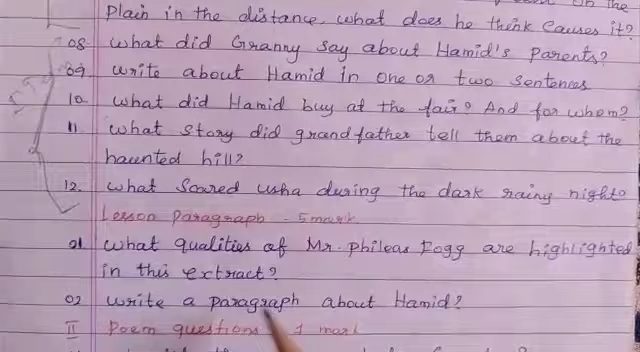 Plain in the distance. what does he think Causes it?
08. what did Granny say about Hamid's parents?
09. write about Hamid in one or two sentences
10. what did Hamid buy at the fair? And for whom?
11. what story did grandfather tell them about the
haunted hill?
12. what Scared usha during the dark rainy night?
Lesson Paragraph - 5 mark
01. what qualities of Mr. Phileas Fogg are highlighted
in this extract?
02. write a paragraph about Hamid?
II Poem questions 1 mark